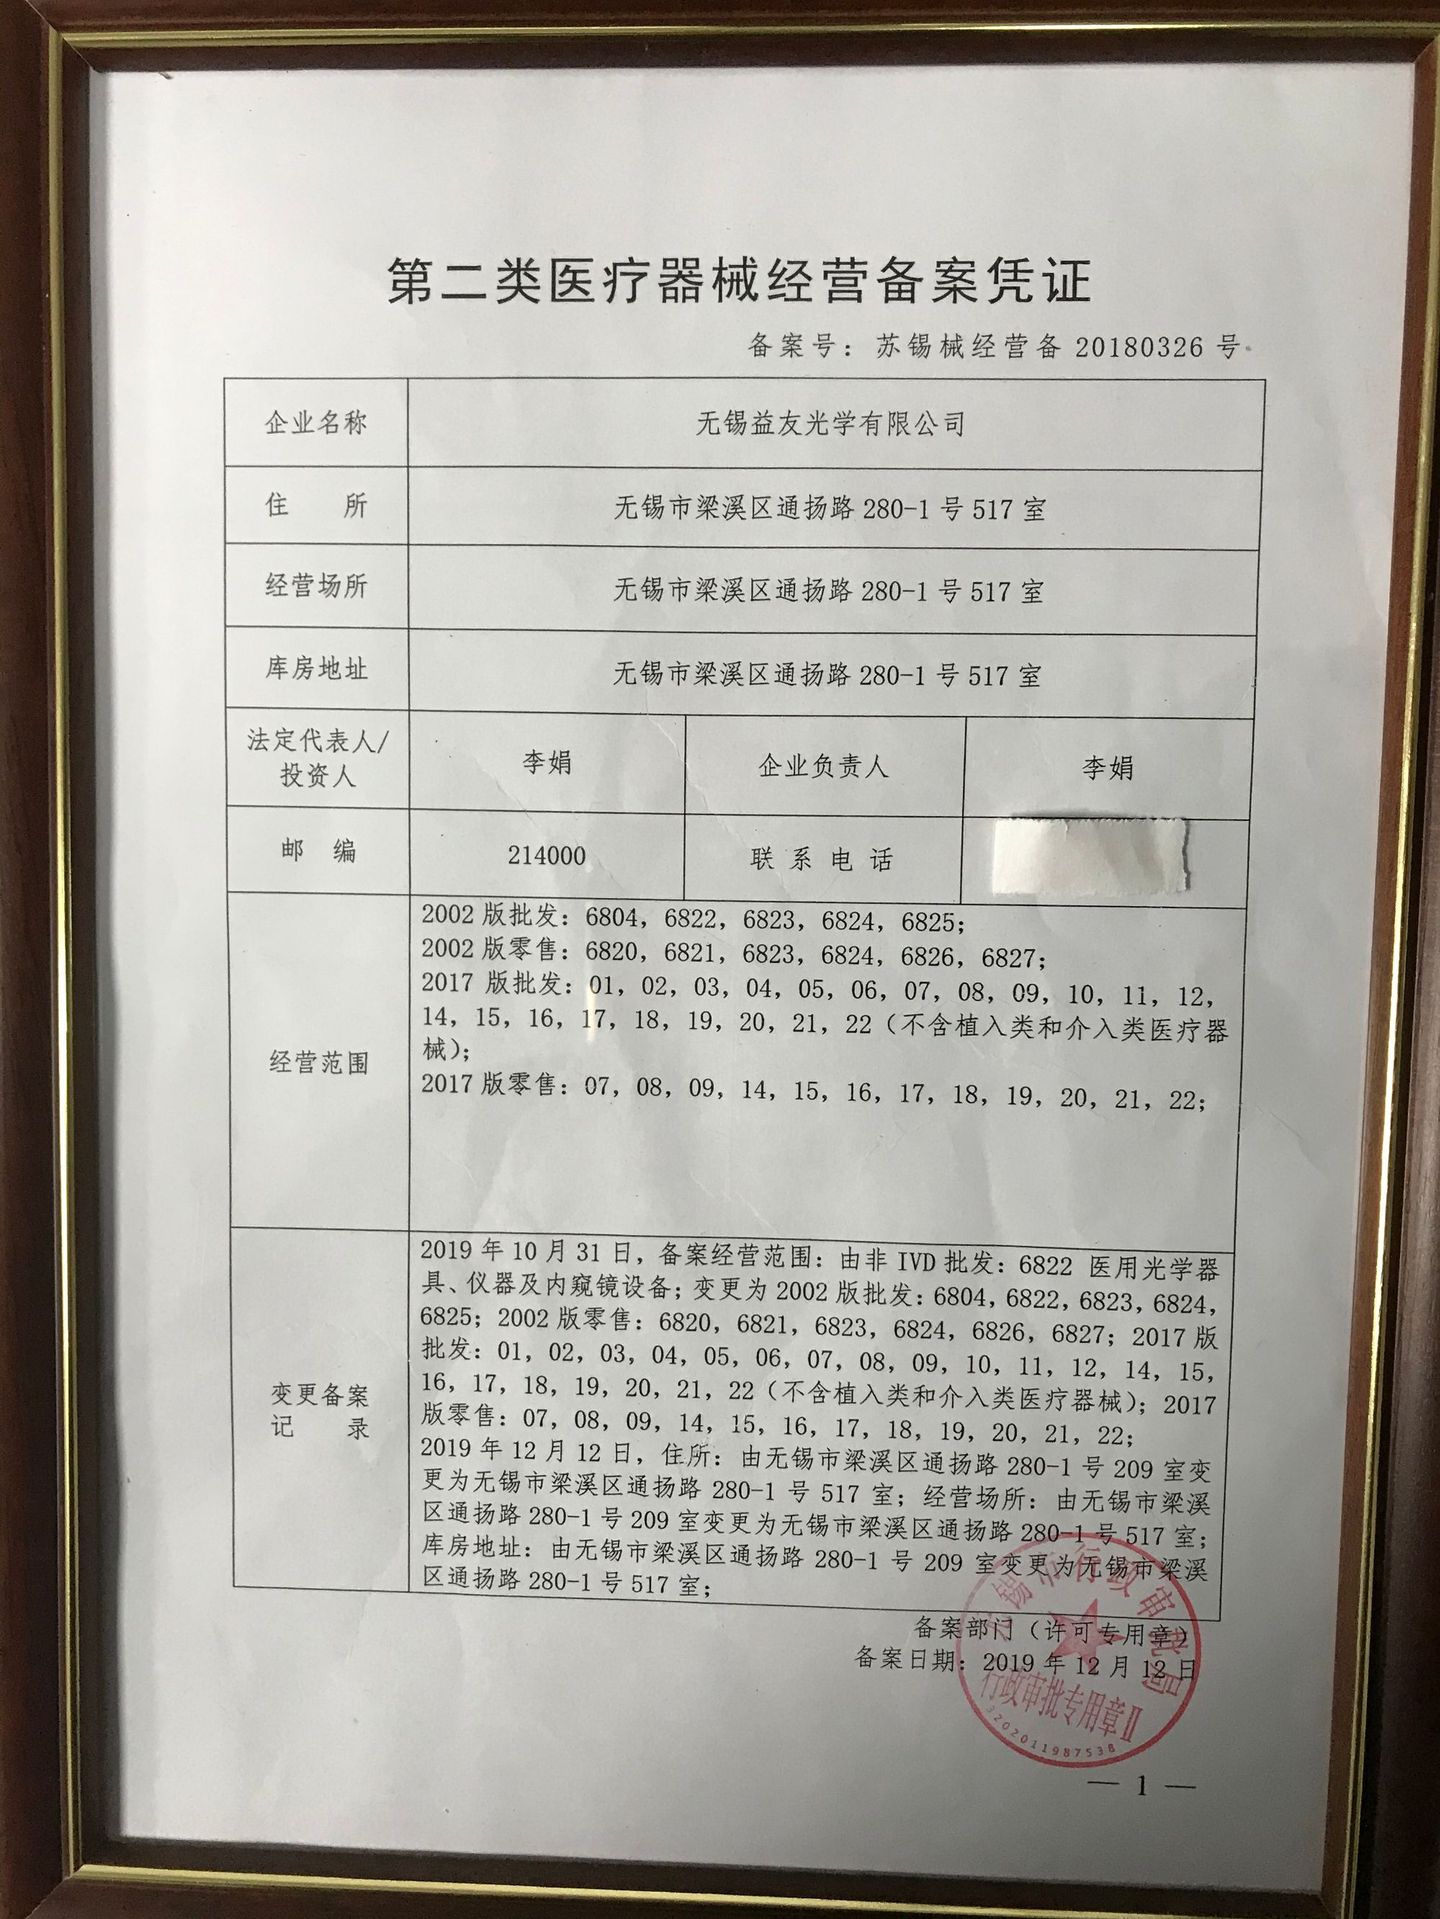 第二类医疗器械经营备案凭证
备案号：苏锡械经营备 20180326 号
企业名称 无锡益友光学有限公司
住 所 无锡市梁溪区通扬路 280-1 号 517 室
经营场所 无锡市梁溪区通扬路 280-1 号 517 室
库房地址 无锡市梁溪区通扬路 280-1 号 517 室
法定代表人/
投资人 李娟 企业负责人 李娟
邮 编 214000 联 系 电 话
经营范围
2002 版批发：6804，6822，6823，6824，6825；
2002 版零售：6820，6821，6823，6824，6826，6827；
2017 版批发：01，02，03，04，05，06，07，08，09，10，11，12，
14，15，16，17，18，19，20，21，22（不含植入类和介入类医疗器
械）；
2017 版零售：07，08，09，14，15，16，17，18，19，20，21，22；
变更备案
记 录
2019 年 10 月 31 日，备案经营范围：由非 IVD 批发：6822 医用光学器
具、仪器及内窥镜设备；变更为 2002 版批发：6804，6822，6823，6824，
6825；2002 版零售：6820，6821，6823，6824，6826，6827；2017 版
批发：01，02，03，04，05，06，07，08，09，10，11，12，14，15，
16，17，18，19，20，21，22（不含植入类和介入类医疗器械）；2017
版零售：07，08，09，14，15，16，17，18，19，20，21，22；
2019 年 12 月 12 日，住所：由无锡市梁溪区通扬路 280-1 号 209 室变
更为无锡市梁溪区通扬路 280-1 号 517 室；经营场所：由无锡市梁溪
区通扬路 280-1 号 209 室变更为无锡市梁溪区通扬路 280-1 号 517 室；
库房地址：由无锡市梁溪区通扬路 280-1 号 209 室变更为无锡市梁溪
区通扬路 280-1 号 517 室；
备案部门（许可专用章）
备案日期：2019 年 12 月 12 日
无锡市行政审批局
行政审批专用章II
3202011987538
— 1 —